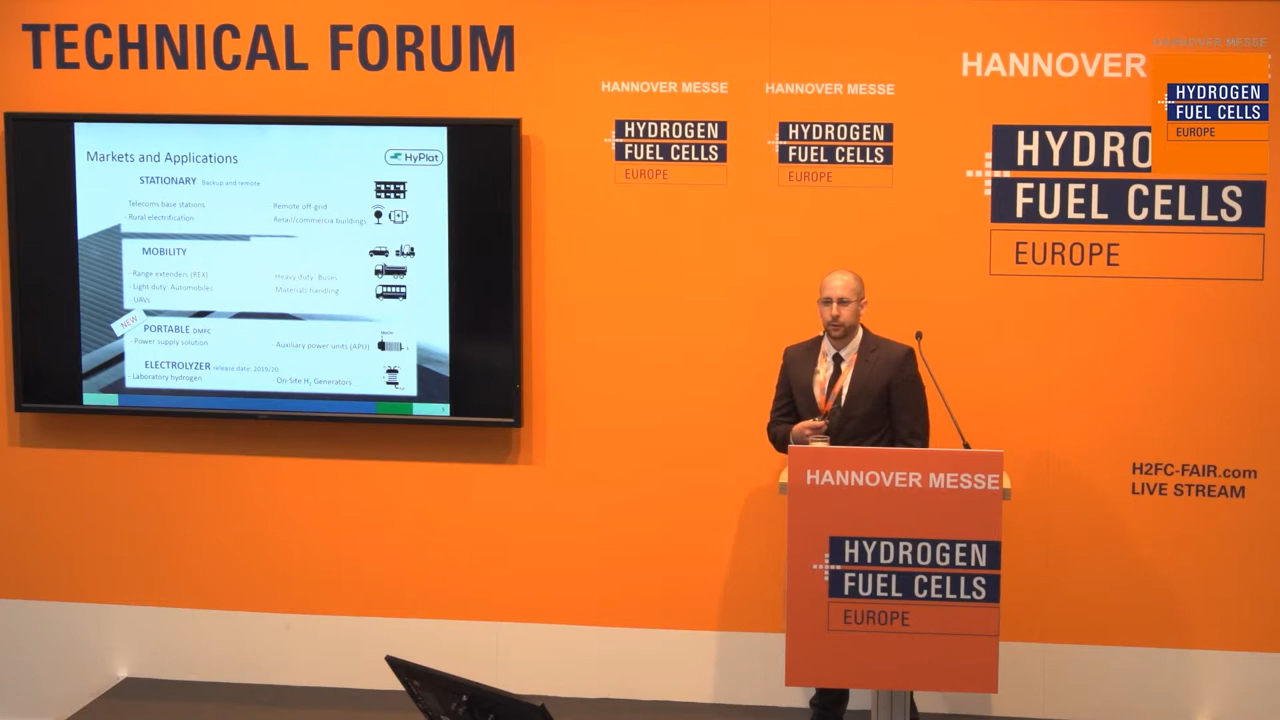 TECHNICAL FORUM
Markets and Applications
HyPlat
STATIONARY Backup and remote
Telecoms base stations
Remote off-grid
- Rural electrification
Retail/commercia buildings
MOBILITY
- Range extenders (REX)
Heavy duty: Buses
- Light duty: Automobiles
Materials handling
- UAVs
NEW
PORTABLE DMFC
- Power supply solution
- Auxiliary power units (APU)
ELECTROLYZER release date: 2019/20
- Laboratory hydrogen
- On-Site H₂ Generators
HANNOVER MESSE
HYDROGEN
FUEL CELLS
EUROPE
HANNOVER MESSE
HYDROGEN
FUEL CELLS
EUROPE
HANNOVER
HYDRO
FUEL CELLS
EUROPE
HANNOVER MESSE
HYDROGEN
FUEL CELLS
EUROPE
H2FC-FAIR.com
LIVE STREAM
HANNOVER MESSE
HYDROGEN
FUEL CELLS
EUROPE